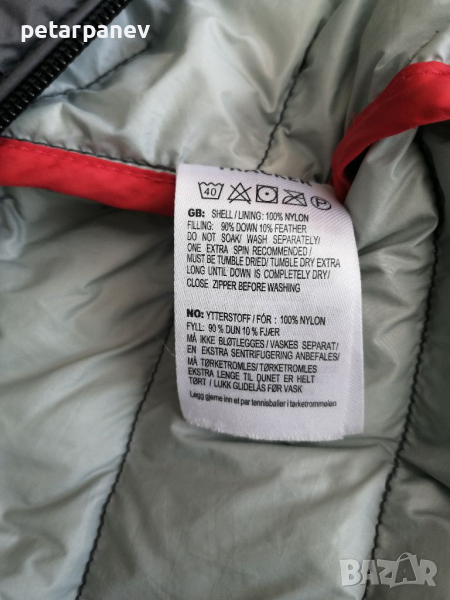 petarpanev
40 P
GB: SHELL / LINING: 100% NYLON
FILLING: 90% DOWN 10% FEATHER
DO NOT SOAK/ WASH SEPARATELY/
ONE EXTRA SPIN RECOMMENDED /
MUST BE TUMBLE DRIED/ TUMBLE DRY EXTRA
LONG UNTIL DOWN IS COMPLETELY DRY/
CLOSE ZIPPER BEFORE WASHING
NO: YTTERSTOFF / FÓR : 100% NYLON
FYLL: 90 % DUN 10 % FJÆR
MÅ IKKE BLØTLEGGES / VASKES SEPARAT/
EN EKSTRA SENTRIFUGERING ANBEFALES/
MÅ TØRKETROMLES/ TØRKETROMLES
EKSTRA LENGE TIL DUNET ER HELT
TØRT / LUKK GLIDELÅS FØR VASK
Legg gjerne inn et par tennisballer i tørketrommelen
BAZAR